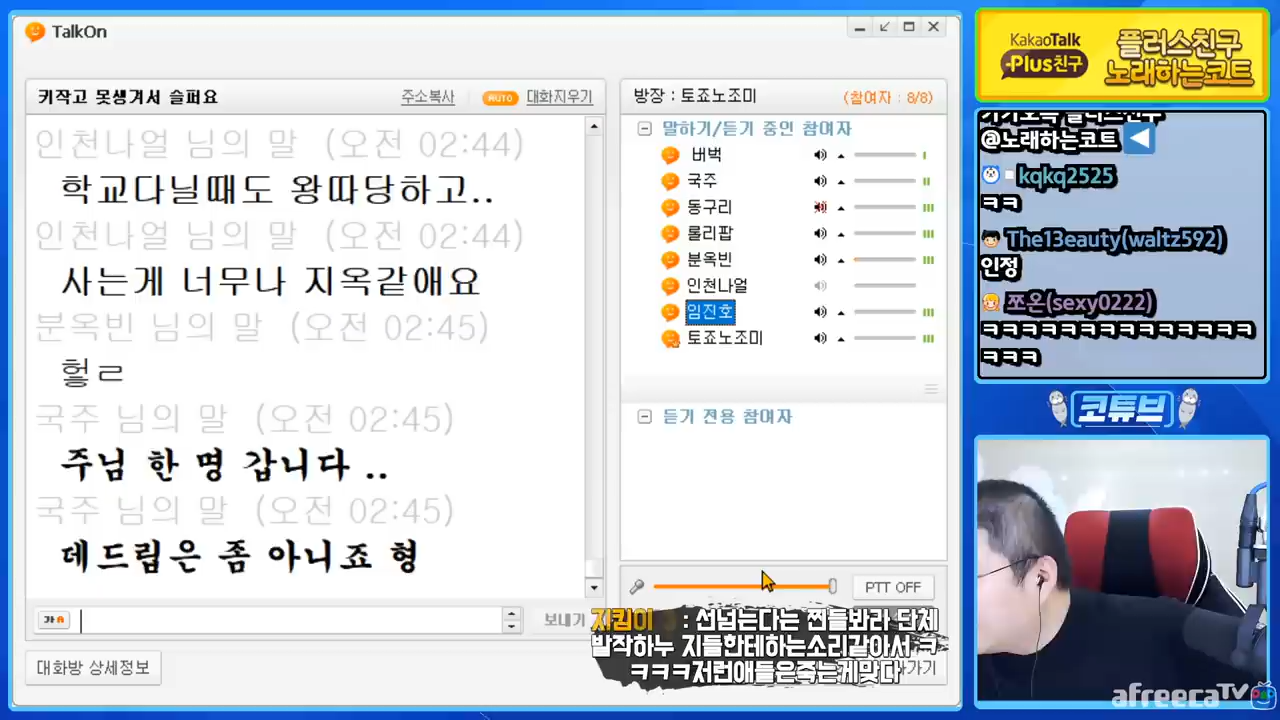 TalkOn
키작고 못생겨서 슬퍼요
주소복사
AUTO
대화지우기
인천나얼 님의 말 (오전 02:44)
학교다닐때도 왕따당하고..
인천나얼 님의 말 (오전 02:44)
사는게 너무나 지옥같애요
분옥빈 님의 말 (오전 02:45)
헣ㄹ
국주 님의 말 (오전 02:45)
주님 한 명 갑니다 ..
국주 님의 말 (오전 02:45)
데드립은 좀 아니죠 형
가
보내기
대화방 상세정보
방장 : 토죠노조미
(참여자 : 8/8)
말하기/듣기 중인 참여자
버벅
국주
동구리
롤리팝
분옥빈
인천나얼
임진호
토죠노조미
듣기 전용 참여자
PTT OFF
지킴이 : 선넘는다는 찐들봐라 단체
발작하누 지들한테하는소리같아서 ㅋ
ㅋㅋㅋ저런애들은죽는게맞다
가기
KakaoTalk
Plus친구
플러스친구
노래하는코트
플러스친구
@노래하는코트
kqkq2525
ㅋㅋ
The13eauty(waltz592)
인정
쪼온(sexy0222)
ㅋㅋㅋㅋㅋㅋㅋㅋㅋㅋㅋㅋㅋㅋ
ㅋㅋㅋ
코튜브
afreecaTV